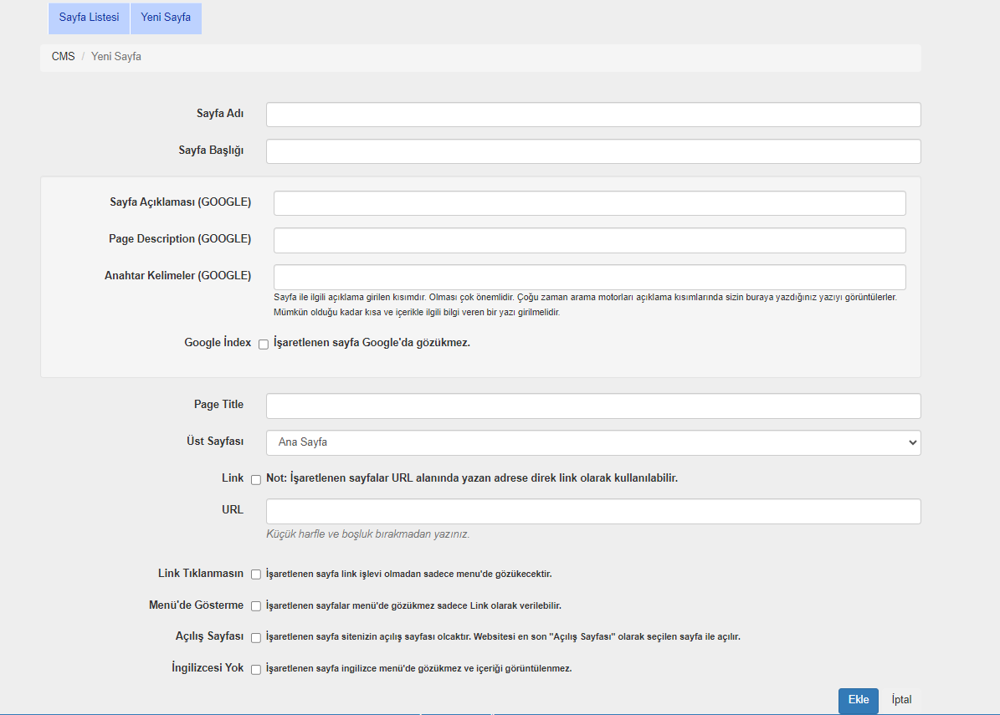 Sayfa Listesi Yeni Sayfa
CMS / Yeni Sayfa
Sayfa Adı
Sayfa Başlığı
Sayfa Açıklaması (GOOGLE)
Page Description (GOOGLE)
Anahtar Kelimeler (GOOGLE)
Sayfa ile ilgili açıklama girilen kısımdır. Olması çok önemlidir. Çoğu zaman arama motorları açıklama kısımlarında sizin buraya yazdığınız yazıyı görüntülerler.
Mümkün olduğu kadar kısa ve içerikle ilgili bilgi veren bir yazı girilmelidir.
Google İndex İşaretlenen sayfa Google'da gözükmez.
Page Title
Üst Sayfası Ana Sayfa
Link Not: İşaretlenen sayfalar URL alanında yazan adrese direk link olarak kullanılabilir.
URL
Küçük harfle ve boşluk bırakmadan yazınız.
Link Tıklanmasın İşaretlenen sayfa link işlevi olmadan sadece menu'de gözükecektir.
Menü'de Gösterme İşaretlenen sayfalar menü'de gözükmez sadece Link olarak verilebilir.
Açılış Sayfası İşaretlenen sayfa sitenizin açılış sayfası olcaktır. Websitesi en son "Açılış Sayfası" olarak seçilen sayfa ile açılır.
İngilizcesi Yok İşaretlenen sayfa ingilizce menü'de gözükmez ve içeriği görüntülenmez.
Ekle İptal